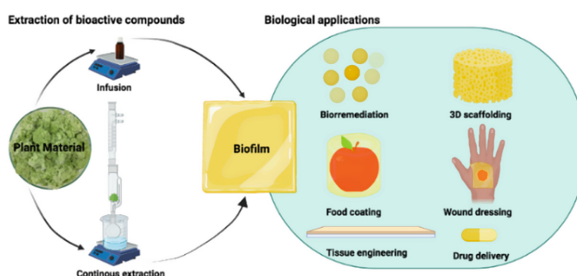 Extraction of bioactive compounds
Biological applications
Infusion
Plant Material
Continous extraction
Biofilm
Biorremediation
3D scaffolding
Food coating
Wound dressing
Tissue engineering
Drug delivery